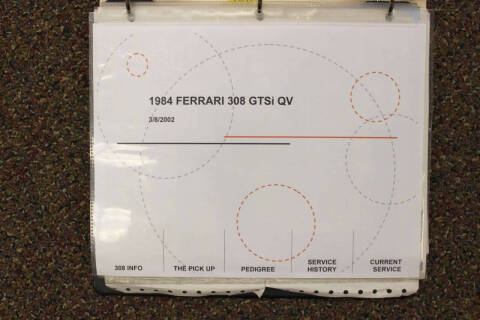 1984 FERRARI 308 GTSi QV
3/8/2002
308 INFO
THE PICK UP
PEDIGREE
SERVICE
HISTORY
CURRENT
SERVICE